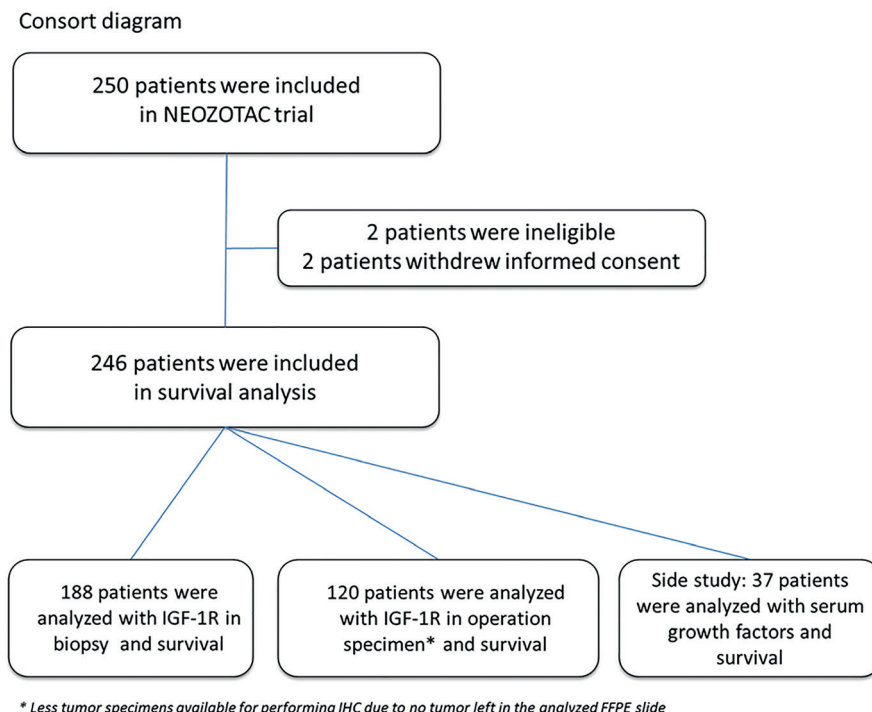 Consort diagram
250 patients were included
in NEOZOTAC trial
2 patients were ineligible
2 patients withdrew informed consent
246 patients were included
in survival analysis
188 patients were
analyzed with IGF-1R in
biopsy and survival
120 patients were analyzed
with IGF-1R in operation
specimen* and survival
Side study: 37 patients
were analyzed with serum
growth factors and
survival
* Less tumor specimens available for performing IHC due to no tumor left in the analyzed FFPE slide